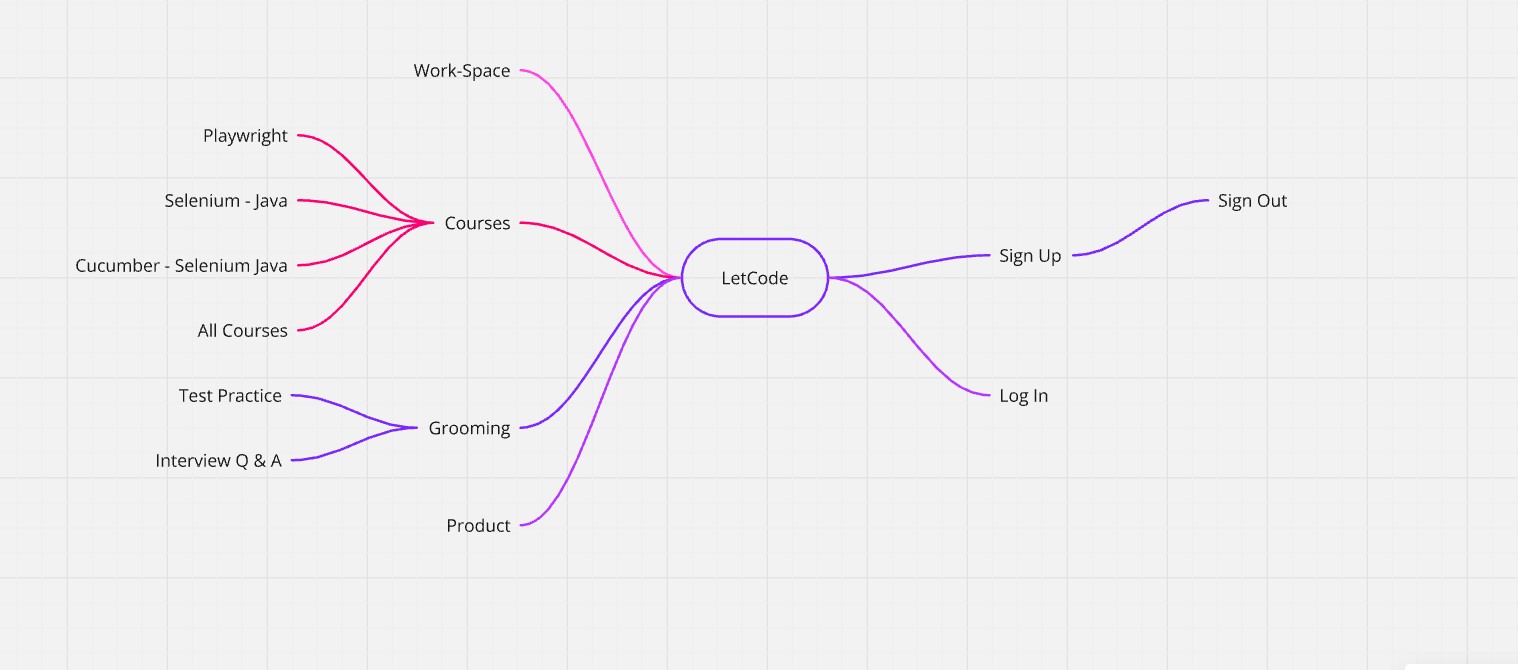 Work-Space
Playwright
Selenium - Java
Courses
Cucumber - Selenium Java
All Courses
Test Practice
Grooming
Interview Q & A
Product
LetCode
Sign Up
Sign Out
Log In